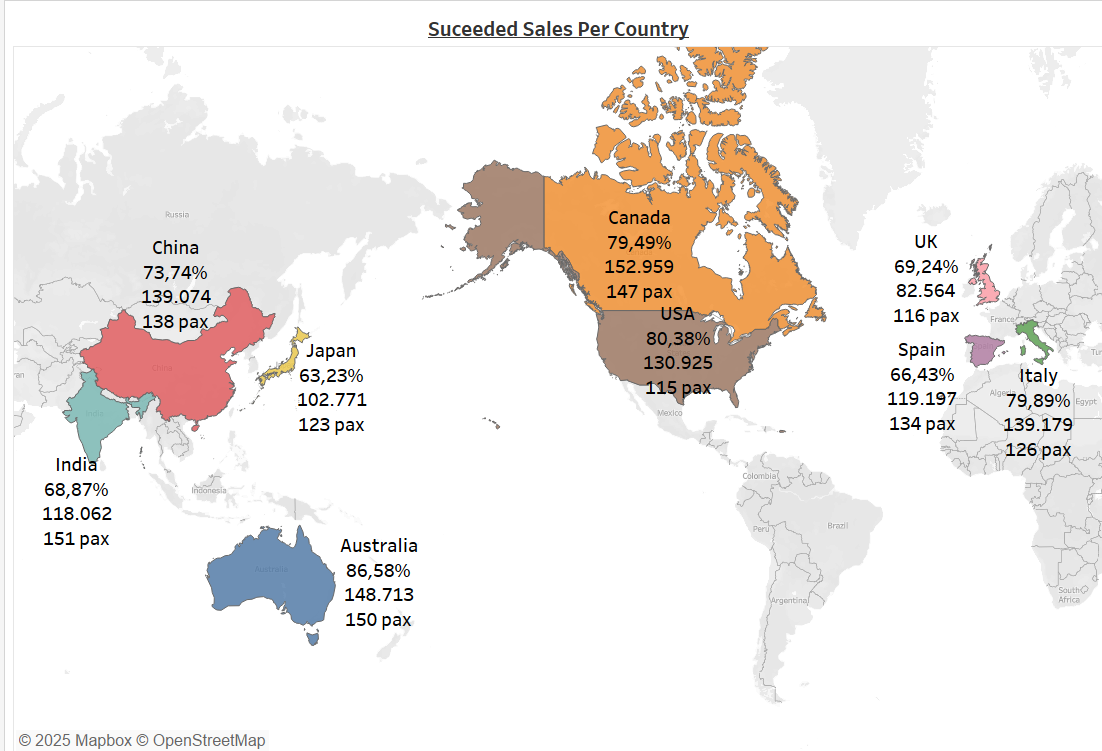 Suceeded Sales Per Country
Russia
China
73,74%
139.074
138 pax
China
Japan
63,23%
102.771
123 pax
India
India
68,87%
118.062
151 pax
Indonesia
Australia
Australia
86,58%
148.713
150 pax
Canada
79,49%
152.959
147 pax
USA
80,38%
130.925
115 pax
Mexico
Colombia
Peru
Brazil
Argentina
UK
69,24%
82.564
116 pax
France
Spain
66,43%
119.197
134 pax
Italy
79,89%
139.179
126 pax
Egypt
South
Africa
© 2025 Mapbox © OpenStreetMap